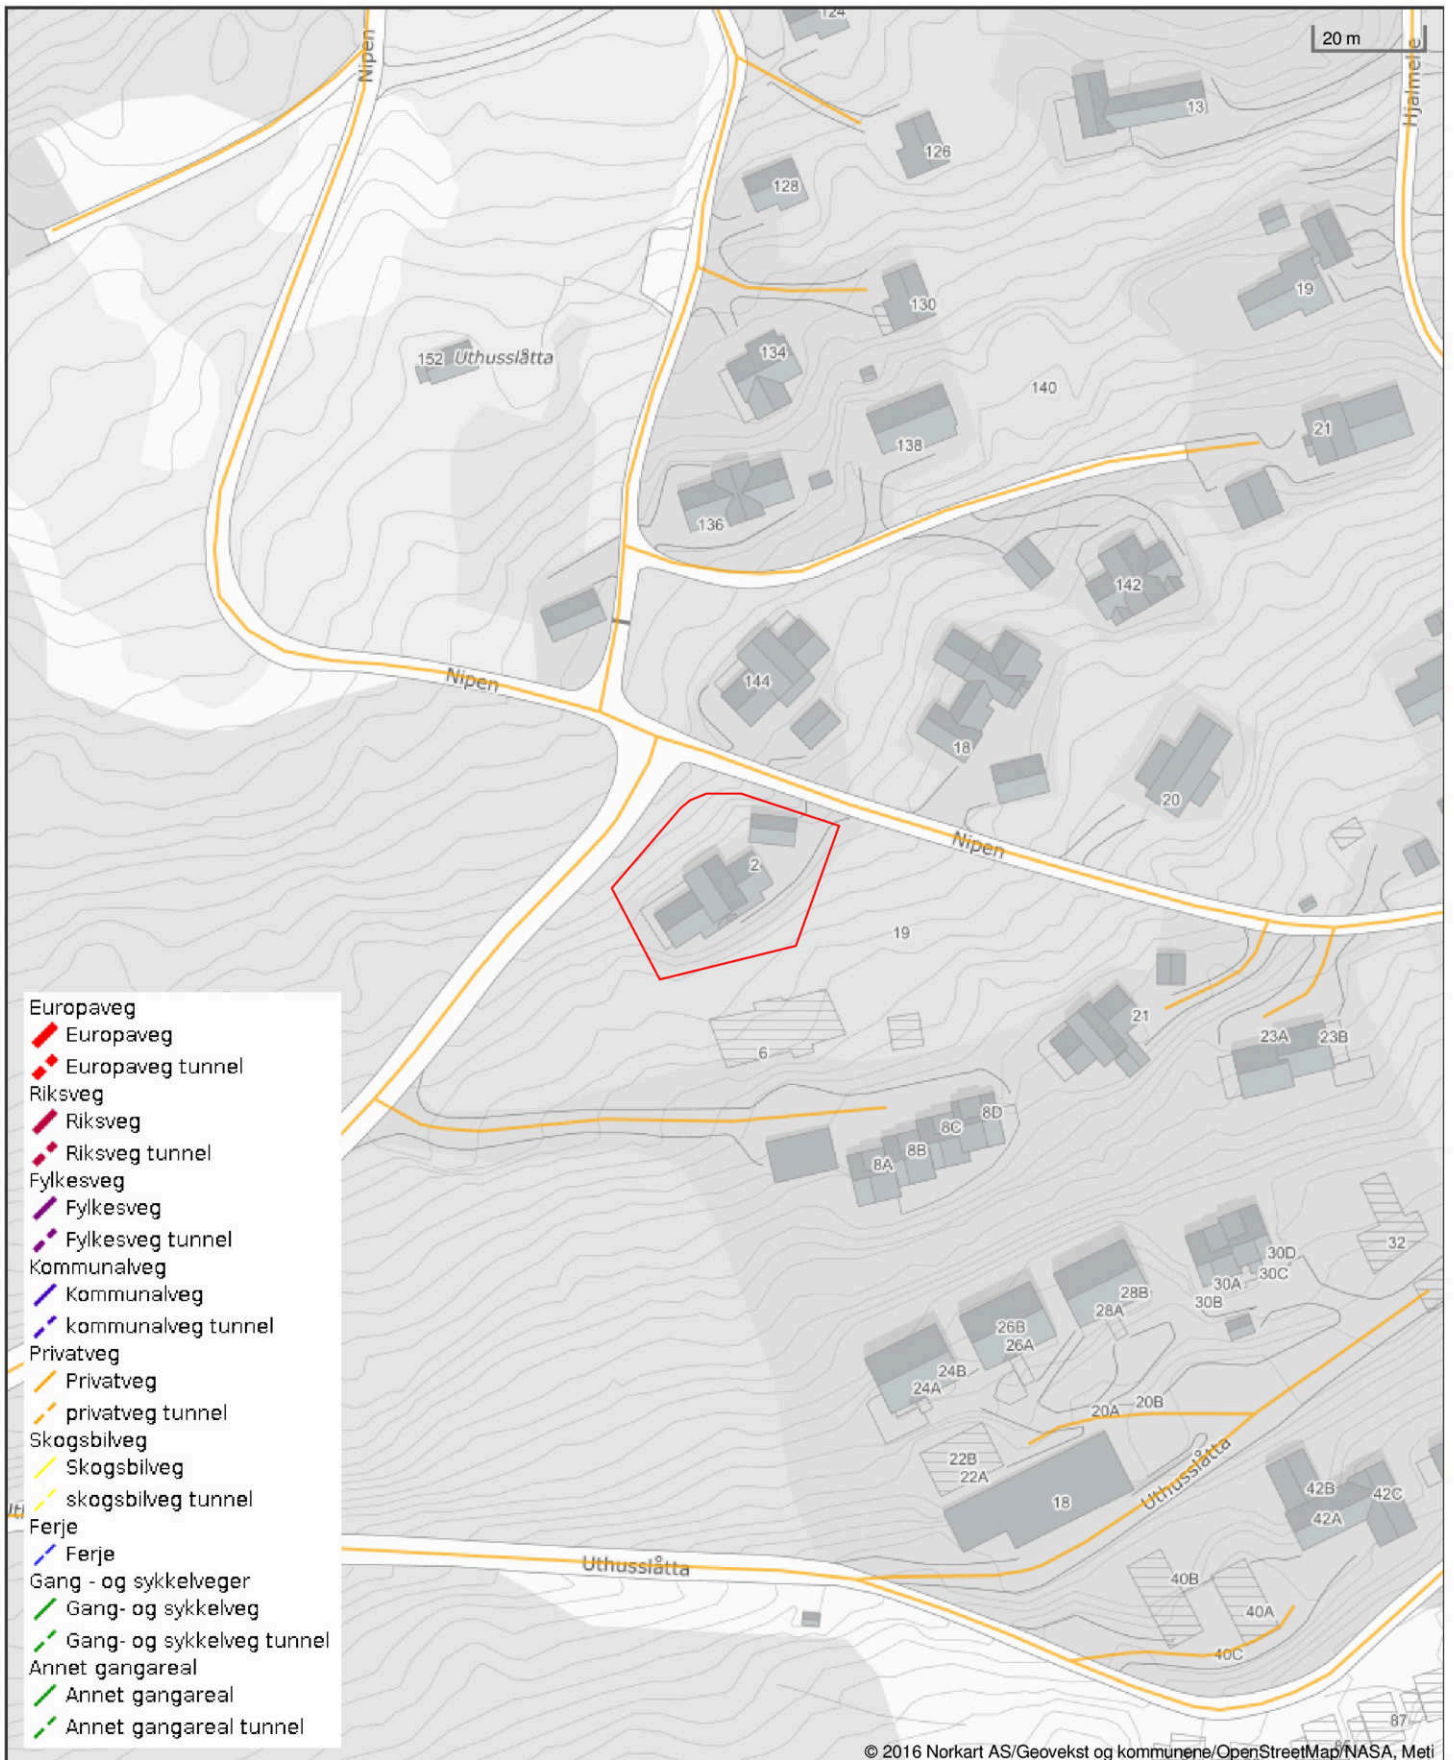 124
20 m
Nipen
Hjalmehe
13
126
128
130
19
134
152 Uthusslåtta
140
138
21
136
142
144
Nipen
18
20
Nipen
2
19
21
6
23A
23B
8D
8C
8B
8A
32
30D
30C
30A
30B
28B
28A
26B
26A
24B
24A
20B
20A
22B
22A
Uthusslåtta
18
42B
42C
42A
Uthusslåtta
40B
40A
40C
87
Europaveg
Europaveg
Europaveg tunnel
Riksveg
Riksveg
Riksveg tunnel
Fylkesveg
Fylkesveg
Fylkesveg tunnel
Kommunalveg
Kommunalveg
kommunalveg tunnel
Privatveg
Privatveg
privatveg tunnel
Skogsbilveg
Skogsbilveg
skogsbilveg tunnel
Ferje
Ferje
Gang - og sykkelveger
Gang- og sykkelveg
Gang- og sykkelveg tunnel
Annet gangareal
Annet gangareal
Annet gangareal tunnel
© 2016 Norkart AS/Geovekst og kommunene/OpenStreetMap/NASA, Meti